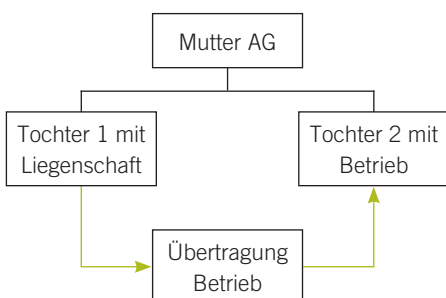 Mutter AG
Tochter 1 mit
Liegenschaft
Tochter 2 mit
Betrieb
Übertragung
Betrieb